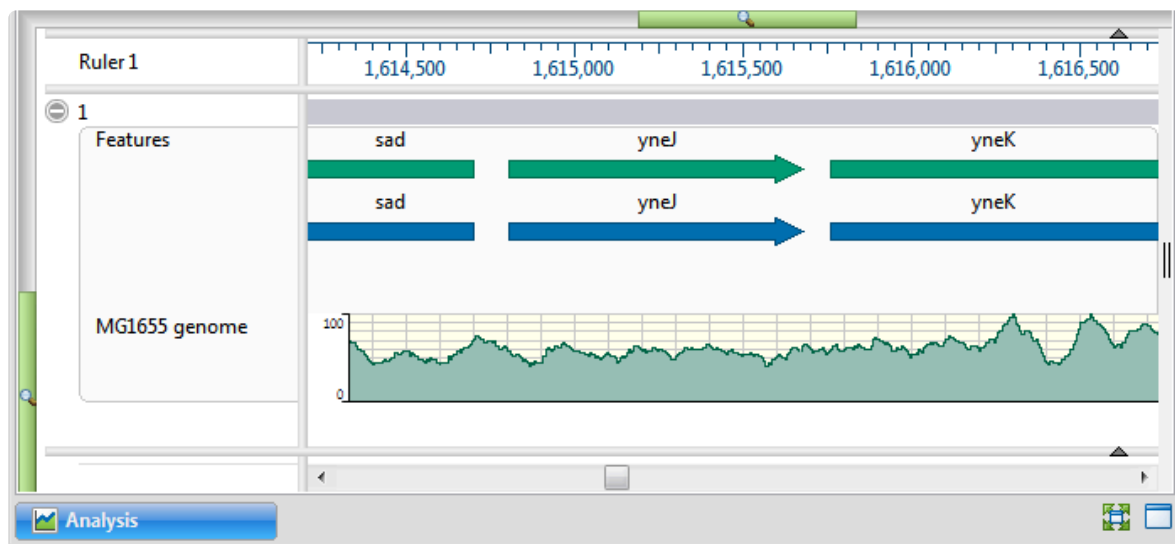 Ruler 1
1,614,500 1,615,000 1,615,500 1,616,000 1,616,500
1
Features sad yneJ yneK
sad yneJ yneK
MG1655 genome 100
0
Analysis